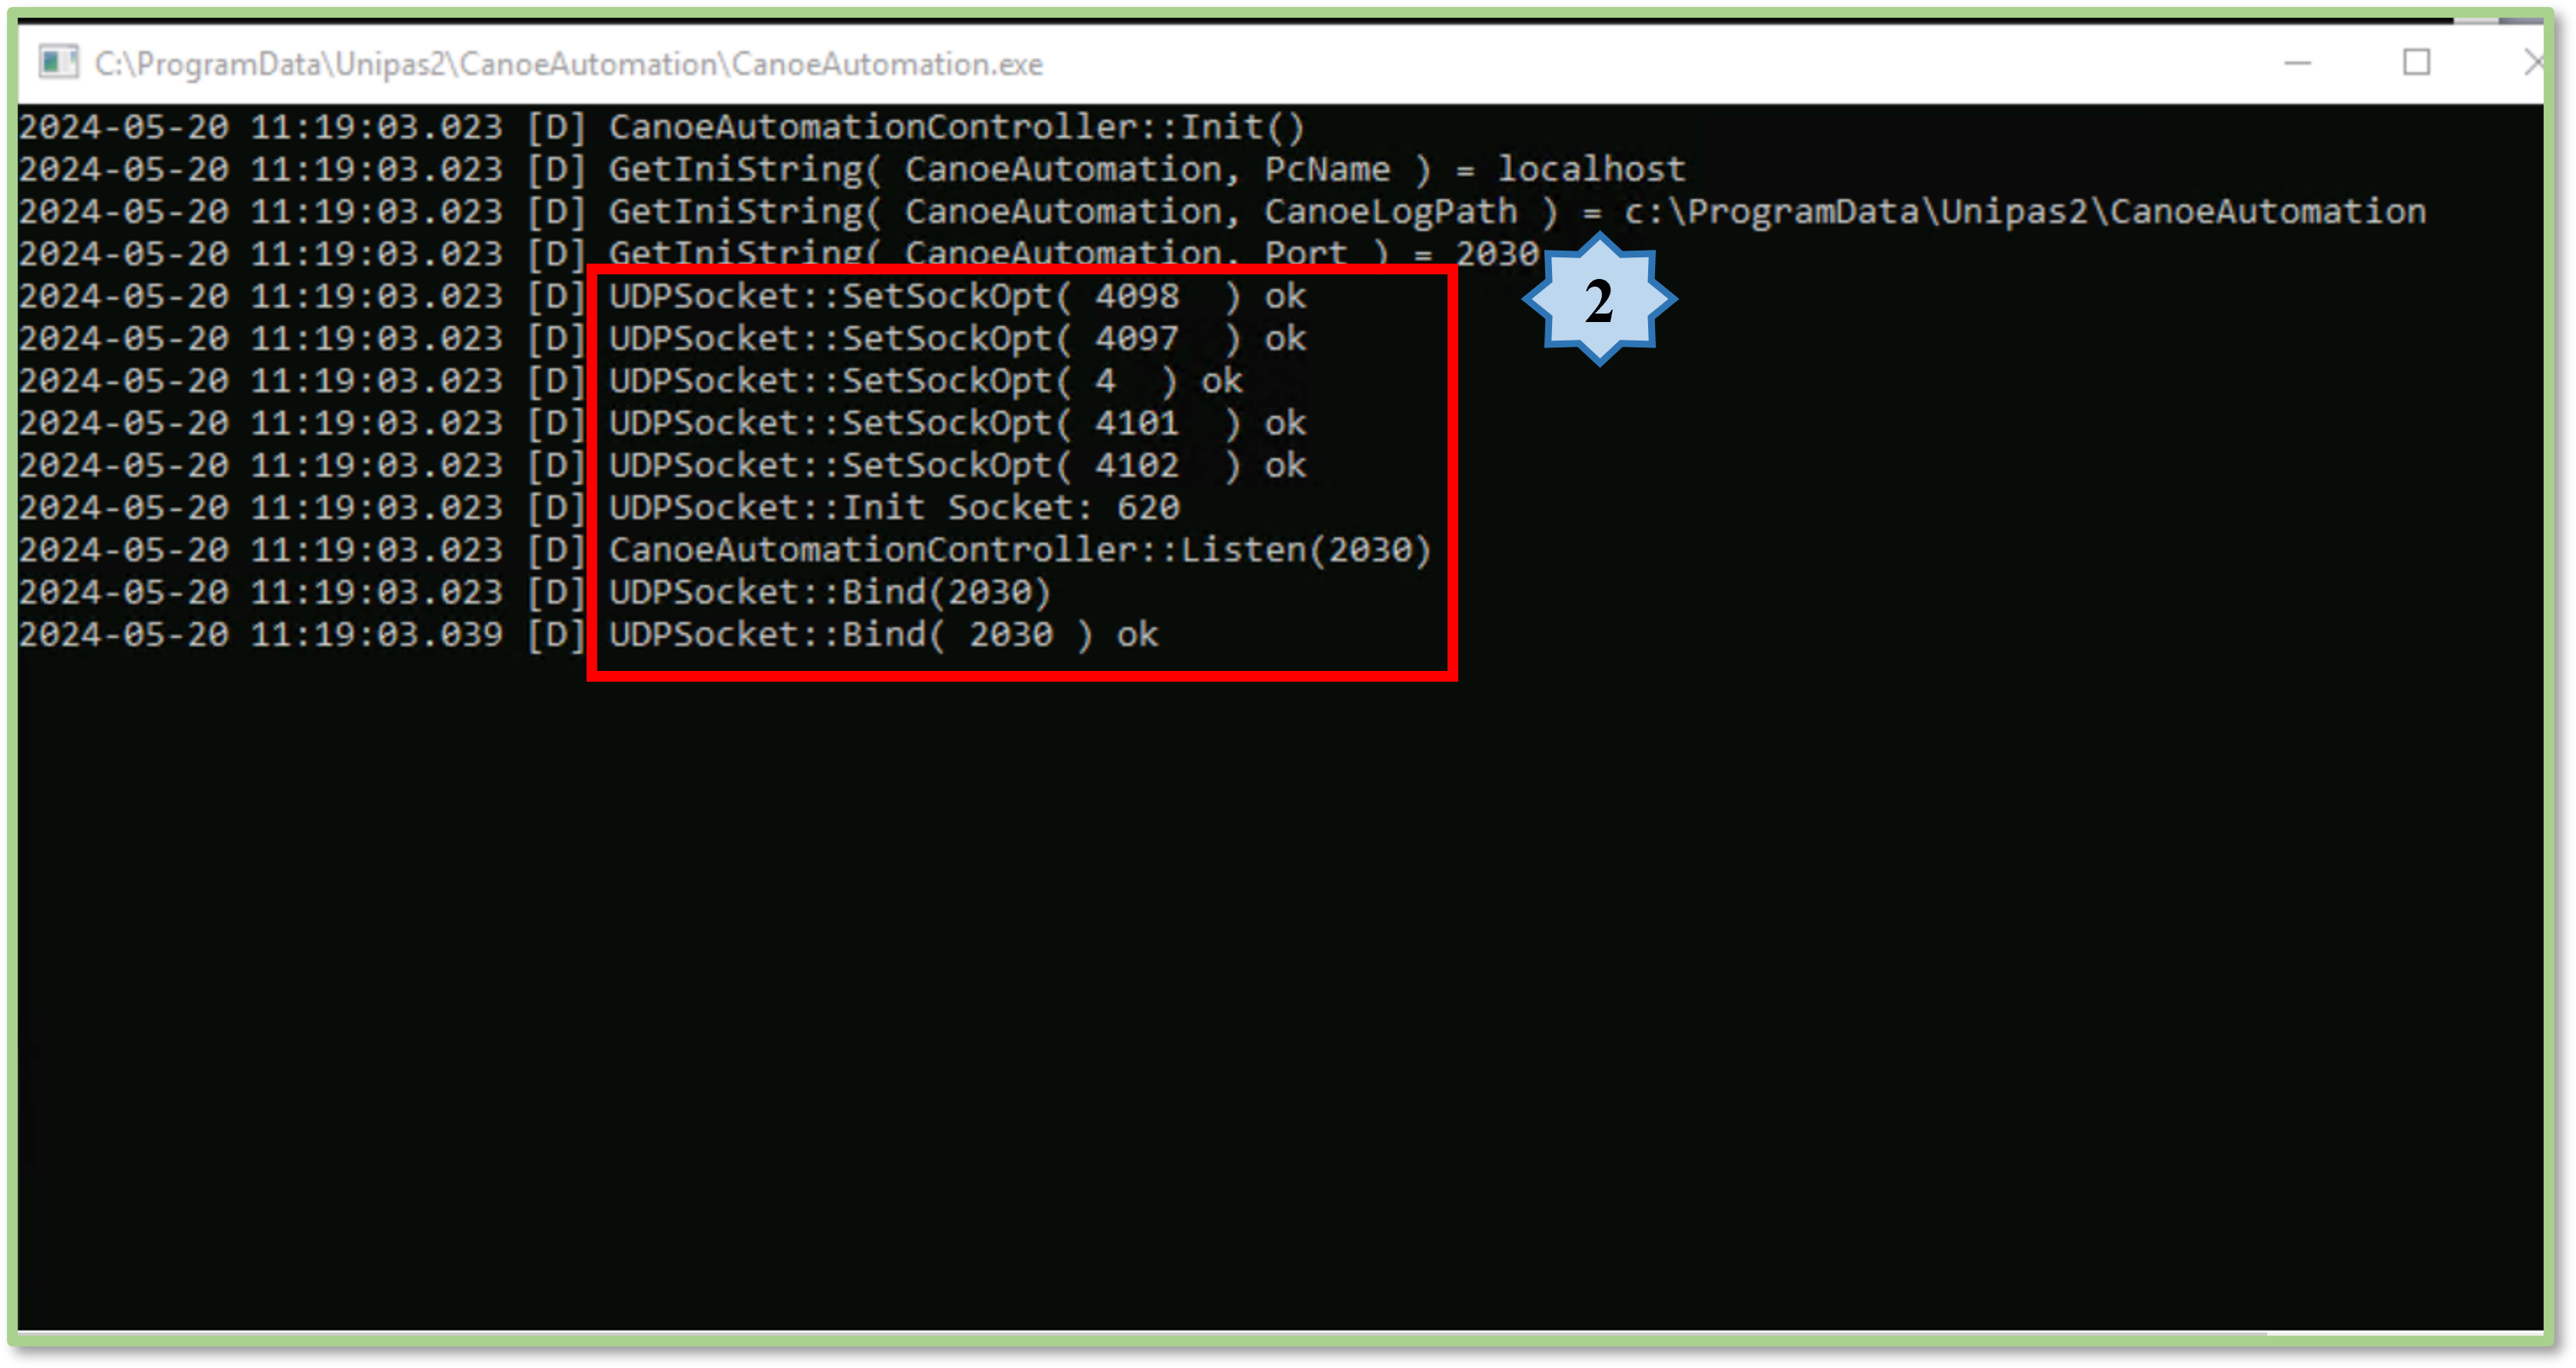 C:\ProgramData\Unipas2\CanoeAutomation\CanoeAutomation.exe
2024-05-20 11:19:03.023 [D] CanoeAutomationController::Init()
2024-05-20 11:19:03.023 [D] GetIniString( CanoeAutomation, PcName ) = localhost
2024-05-20 11:19:03.023 [D] GetIniString( CanoeAutomation, CanoeLogPath ) = c:\ProgramData\Unipas2\CanoeAutomation
2024-05-20 11:19:03.023 [D] GetIniString( CanoeAutomation, Port ) = 2030
2024-05-20 11:19:03.023 [D] UDPSocket::SetSockOpt( 4098  ) ok
2
2024-05-20 11:19:03.023 [D] UDPSocket::SetSockOpt( 4097  ) ok
2024-05-20 11:19:03.023 [D] UDPSocket::SetSockOpt( 4  ) ok
2024-05-20 11:19:03.023 [D] UDPSocket::SetSockOpt( 4101  ) ok
2024-05-20 11:19:03.023 [D] UDPSocket::SetSockOpt( 4102  ) ok
2024-05-20 11:19:03.023 [D] UDPSocket::Init Socket: 620
2024-05-20 11:19:03.023 [D] CanoeAutomationController::Listen(2030)
2024-05-20 11:19:03.023 [D] UDPSocket::Bind(2030)
2024-05-20 11:19:03.039 [D] UDPSocket::Bind( 2030 ) ok